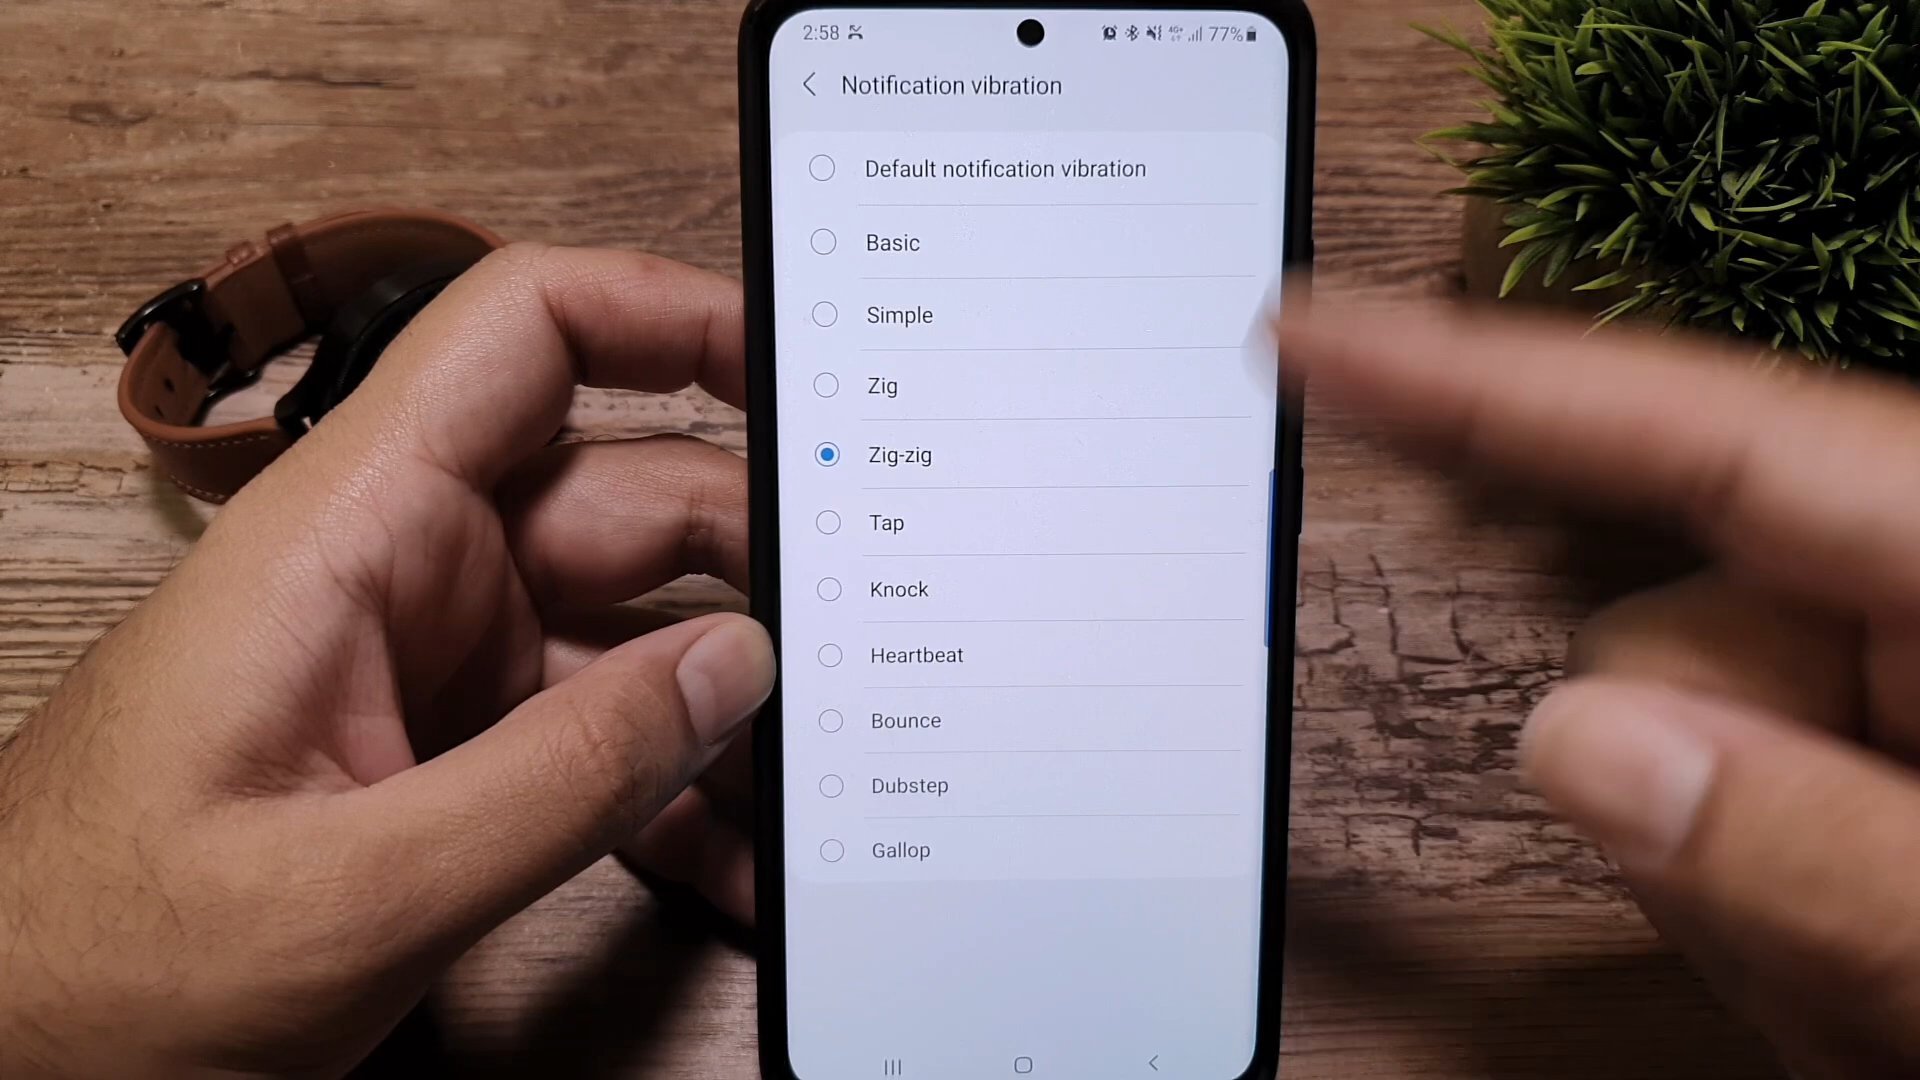 2:58 77%
Notification vibration
Default notification vibration
Basic
Simple
Zig
Zig-zig
Tap
Knock
Heartbeat
Bounce
Dubstep
Gallop